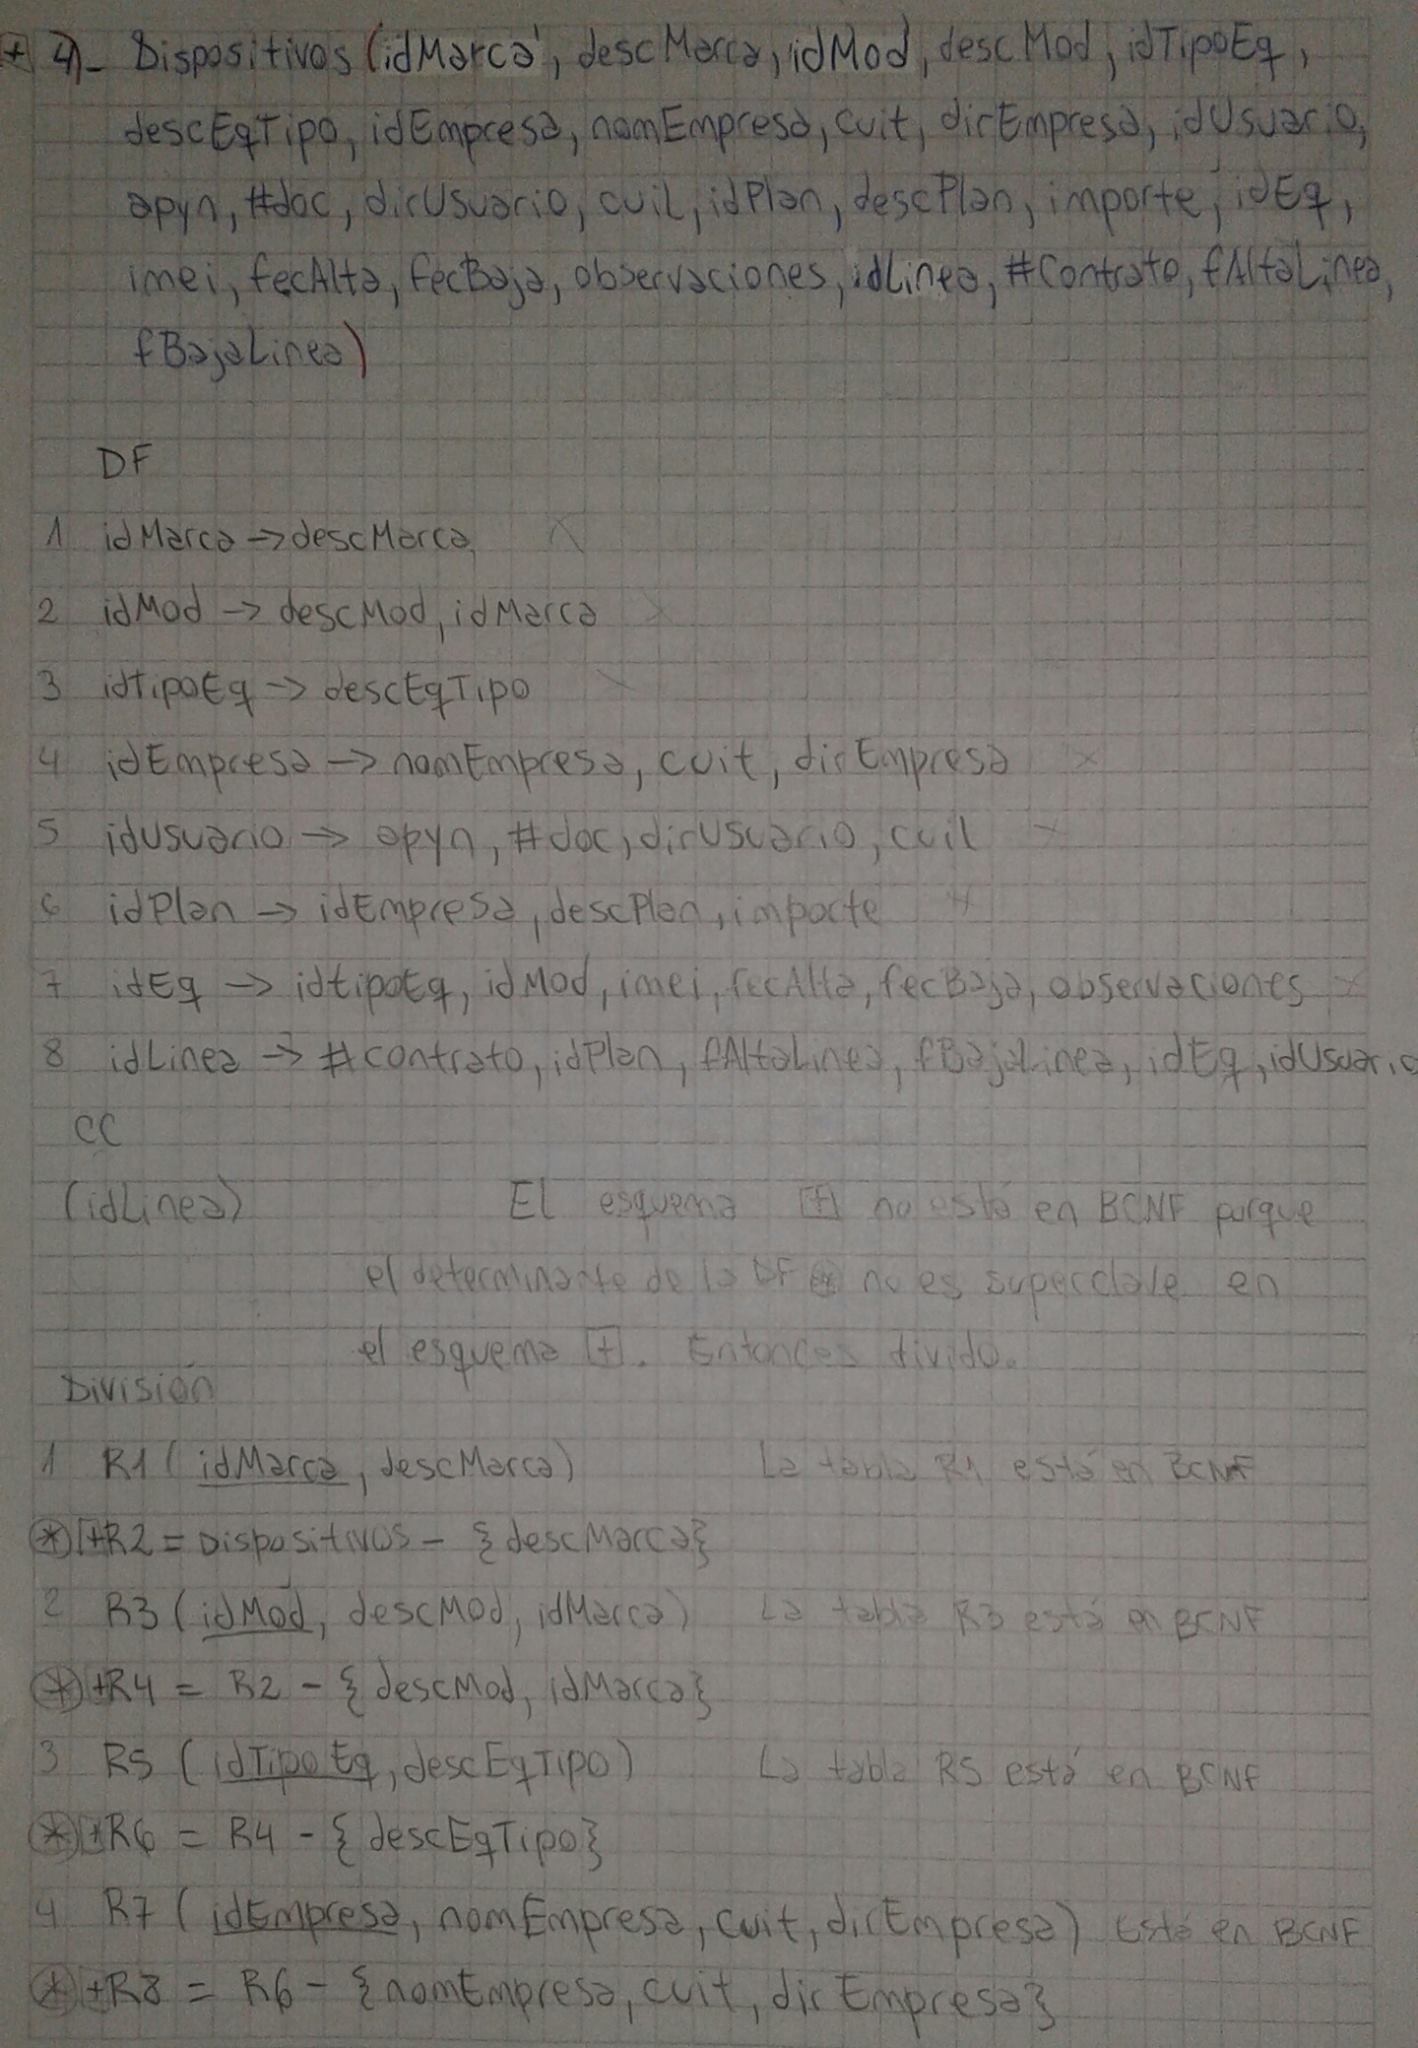 + 4)- Dispositivos (idMarca, descMarca, idMod, descMod, idTipoEq,
descEqTipo, idEmpresa, nomEmpresa, cuit, dirEmpresa, idUsuario,
apyn, #doc, dirUsuario, cuil, idPlan, descPlan, importe, idEq,
imei, fecAlta, fecBaja, observaciones, idLinea, #Contrato, fAltaLinea,
fBajaLinea)
DF
1 idMarca -> descMarca
2 idMod -> descMod, idMarca
3 idtipoEq -> descEqTipo
4 idEmpresa -> nomEmpresa, cuit, dirEmpresa x
5 idUsuario -> apyn, #doc, dirUsuario, cuil x
6 idPlan -> idEmpresa, descPlan, importe x
7 idEq -> idtipoEq, idMod, imei, fecAlta, fecBaja, observaciones x
8 idLinea -> #contrato, idPlan, fAltaLinea, fBajaLinea, idEq, idUsuario
CC
(idLinea) El esquema + no está en BCNF porque
el determinante de la DF * no es superclave en
el esquema +. Entonces divido.
División
1 R1 (idMarca, descMarca) La tabla R1 está en BCNF
* + R2 = Dispositivos - {descMarca}
2 R3 (idMod, descMod, idMarca) La tabla R3 está en BCNF
* + R4 = R2 - {descMod, idMarca}
3 R5 (idTipoEq, descEqTipo) La tabla R5 está en BCNF
* + R6 = R4 - {descEqTipo}
4 R7 (idEmpresa, nomEmpresa, cuit, dirEmpresa) Está en BCNF
* + R8 = R6 - {nomEmpresa, cuit, dirEmpresa}